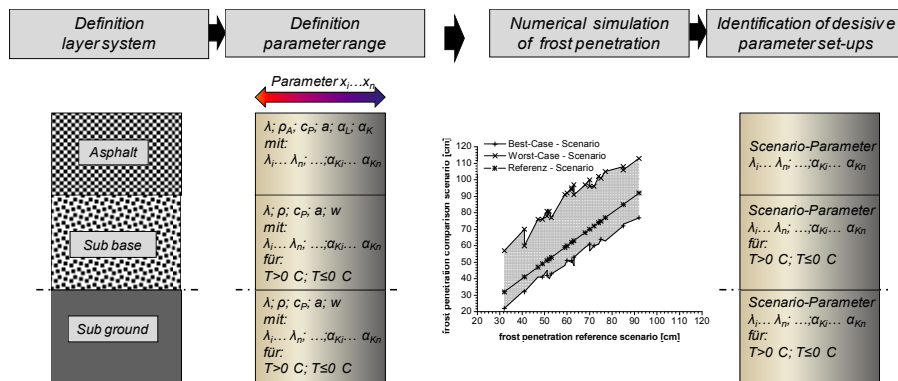 Definition
layer system
Definition
parameter range
Numerical simulation
of frost penetration
Identification of desisive
parameter set-ups
Asphalt
Sub base
Sub ground
Parameter xᵢ…xₙ
λ; ρ_A; c_P; a; α_L; α_K
mit:
λᵢ… λₙ; …;α_Ki… α_Kn
λ; ρ; c_P; a; w
mit:
λᵢ… λₙ; …;α_Ki… α_Kn
für:
T>0 C; T≤0 C
λ; ρ; c_P; a; w
mit:
λᵢ… λₙ; …;α_Ki… α_Kn
für:
T>0 C; T≤0 C
frost penetration comparison scenario [cm]
120
110
100
90
80
70
60
50
40
30
20
Best-Case - Scenario
Worst-Case - Scenario
Referenz - Scenario
20 30 40 50 60 70 80 90 100 110 120
frost penetration reference scenario [cm]
Scenario-Parameter
λᵢ… λₙ; …;α_Ki… α_Kn
Scenario-Parameter
λᵢ… λₙ; …;α_Ki… α_Kn
für:
T>0 C; T≤0 C
Scenario-Parameter
λᵢ… λₙ; …;α_Ki… α_Kn
für:
T>0 C; T≤0 C